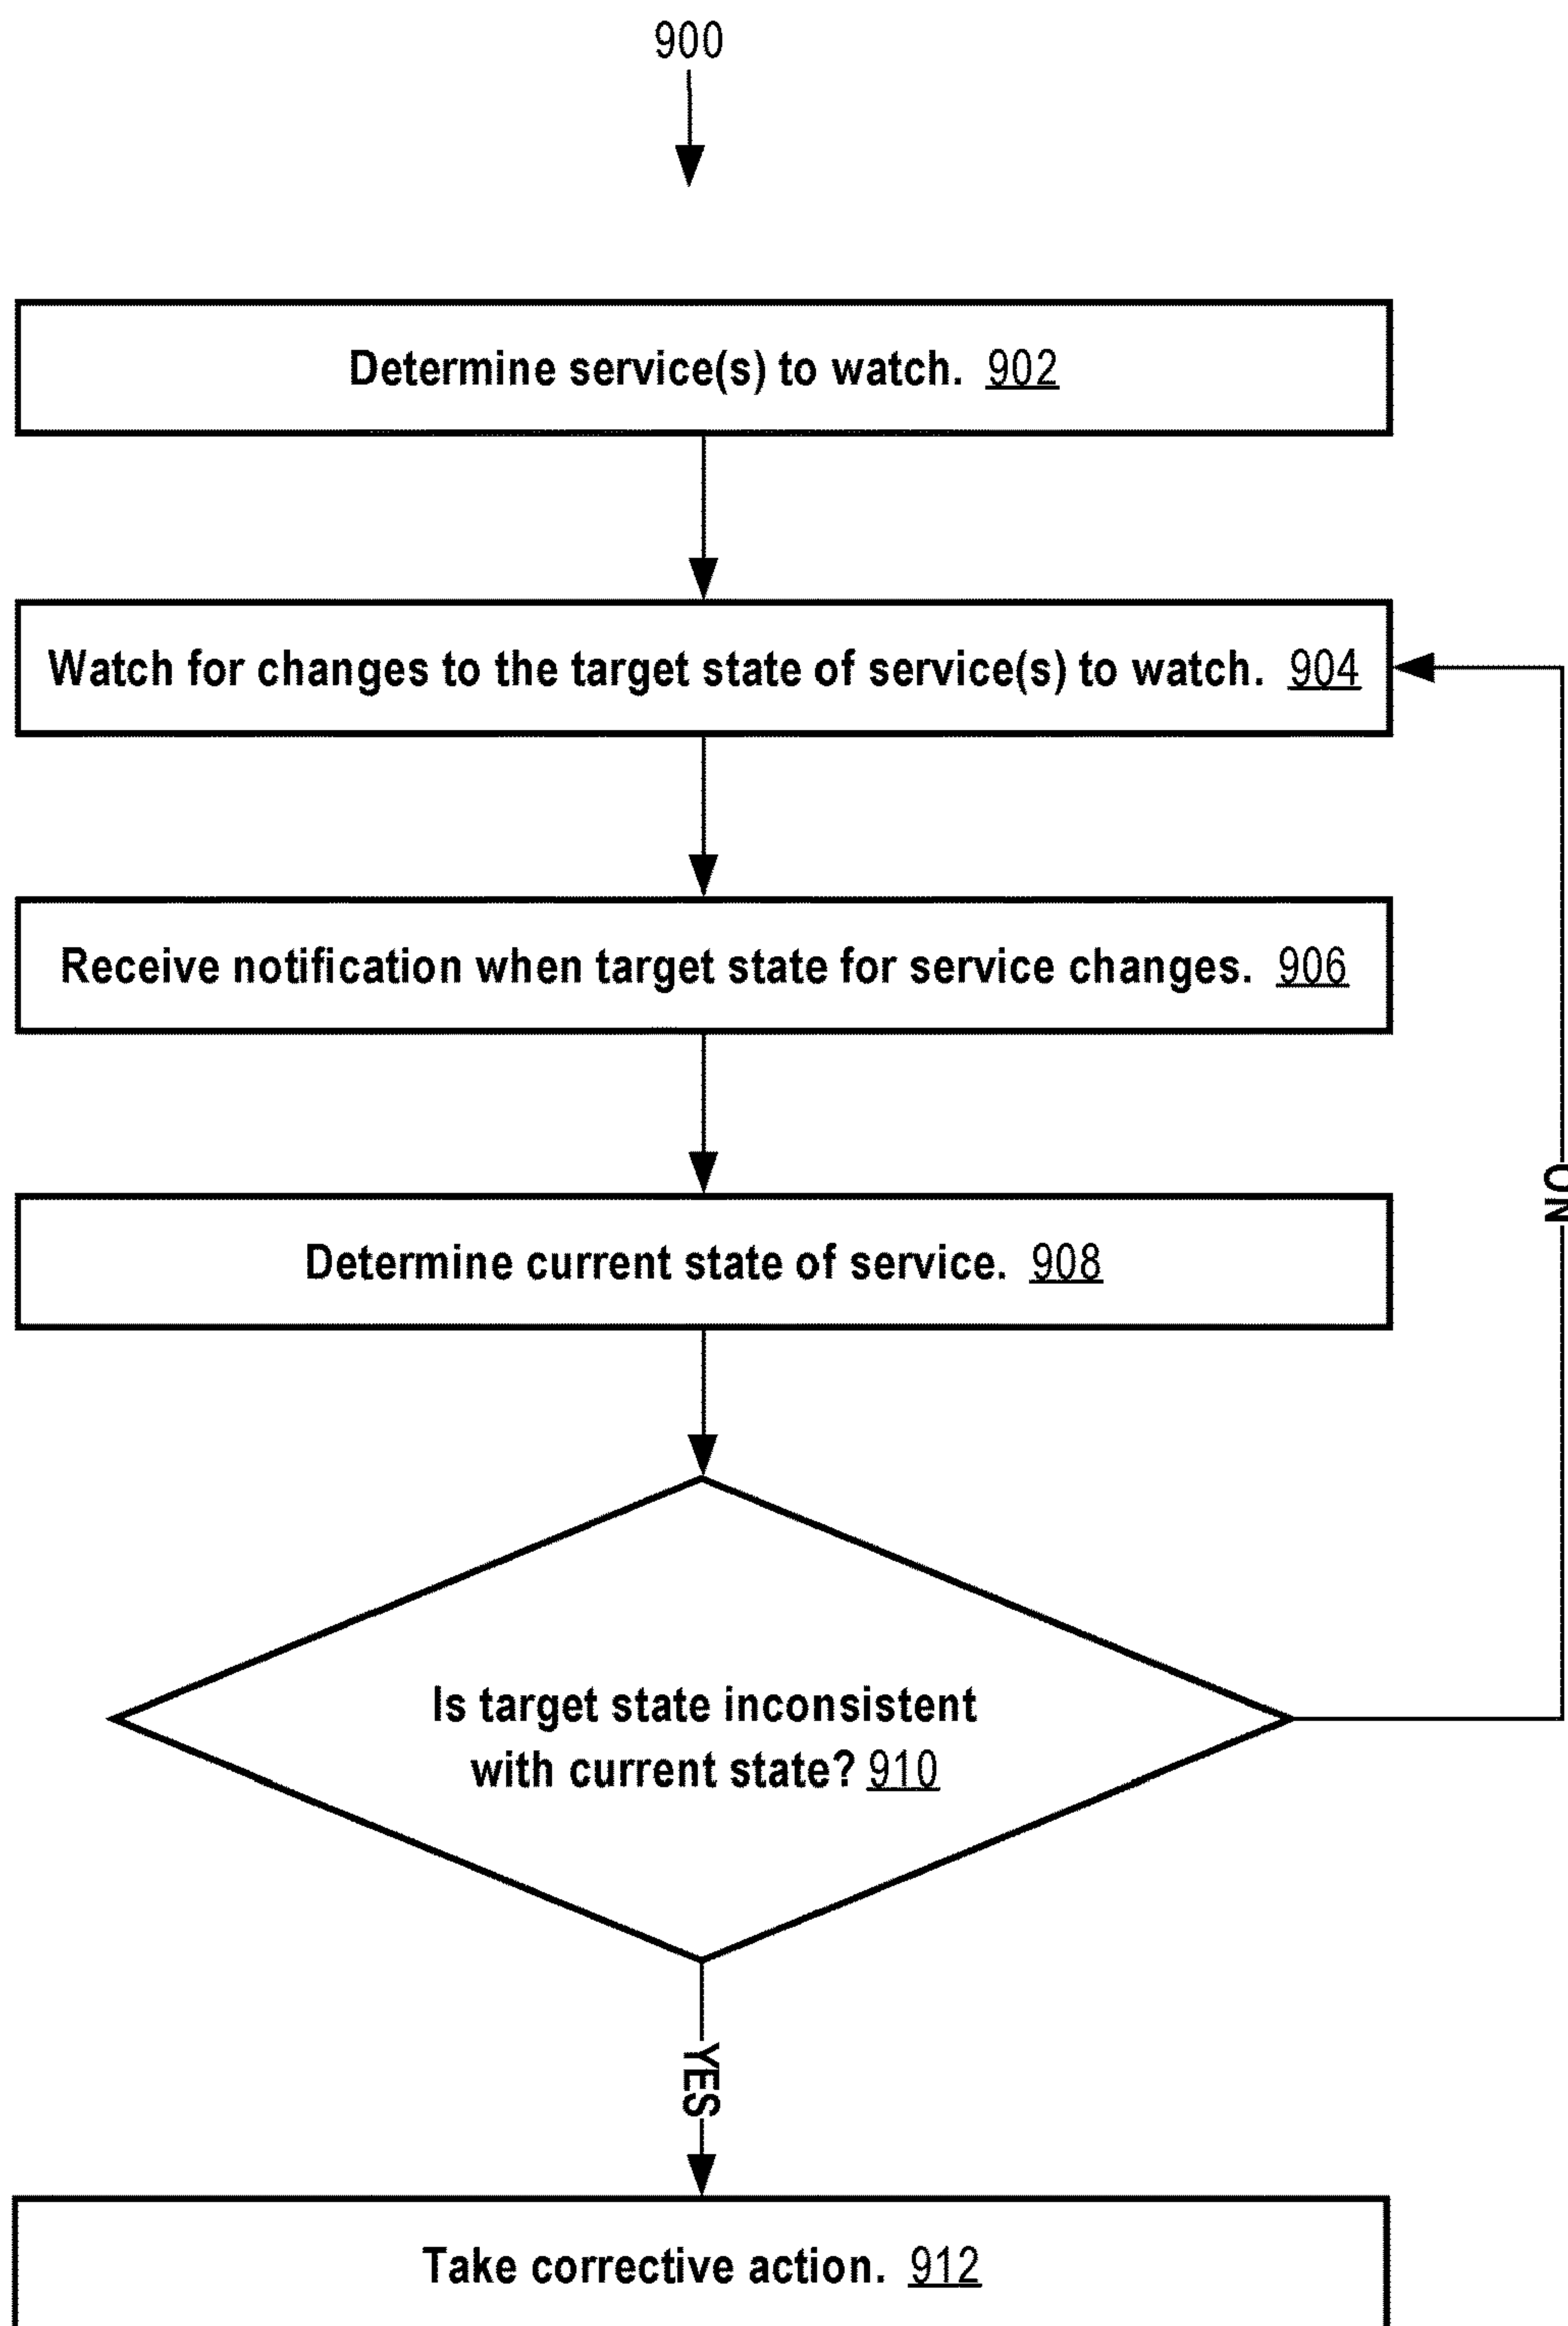 900
Determine service(s) to watch. 902
Watch for changes to the target state of service(s) to watch. 904
Receive notification when target state for service changes. 906
NO
Determine current state of service. 908
Is target state inconsistent
with current state? 910
YES
Take corrective action. 912